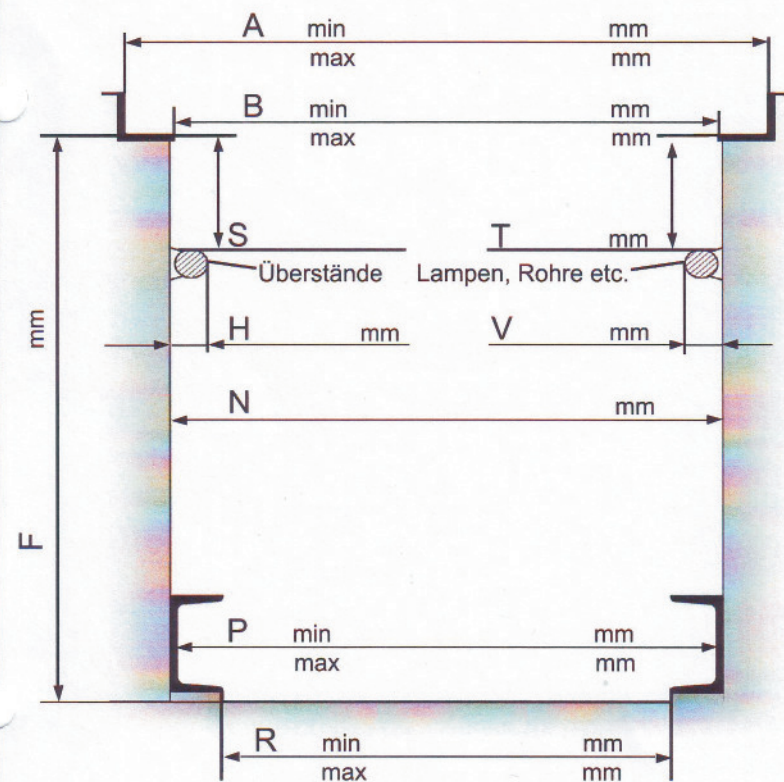 A min mm
max mm
B min mm
max mm
S T mm
Überstände Lampen, Rohre etc.
mm
H mm V mm
N mm
F
P min mm
max mm
R min mm
max mm